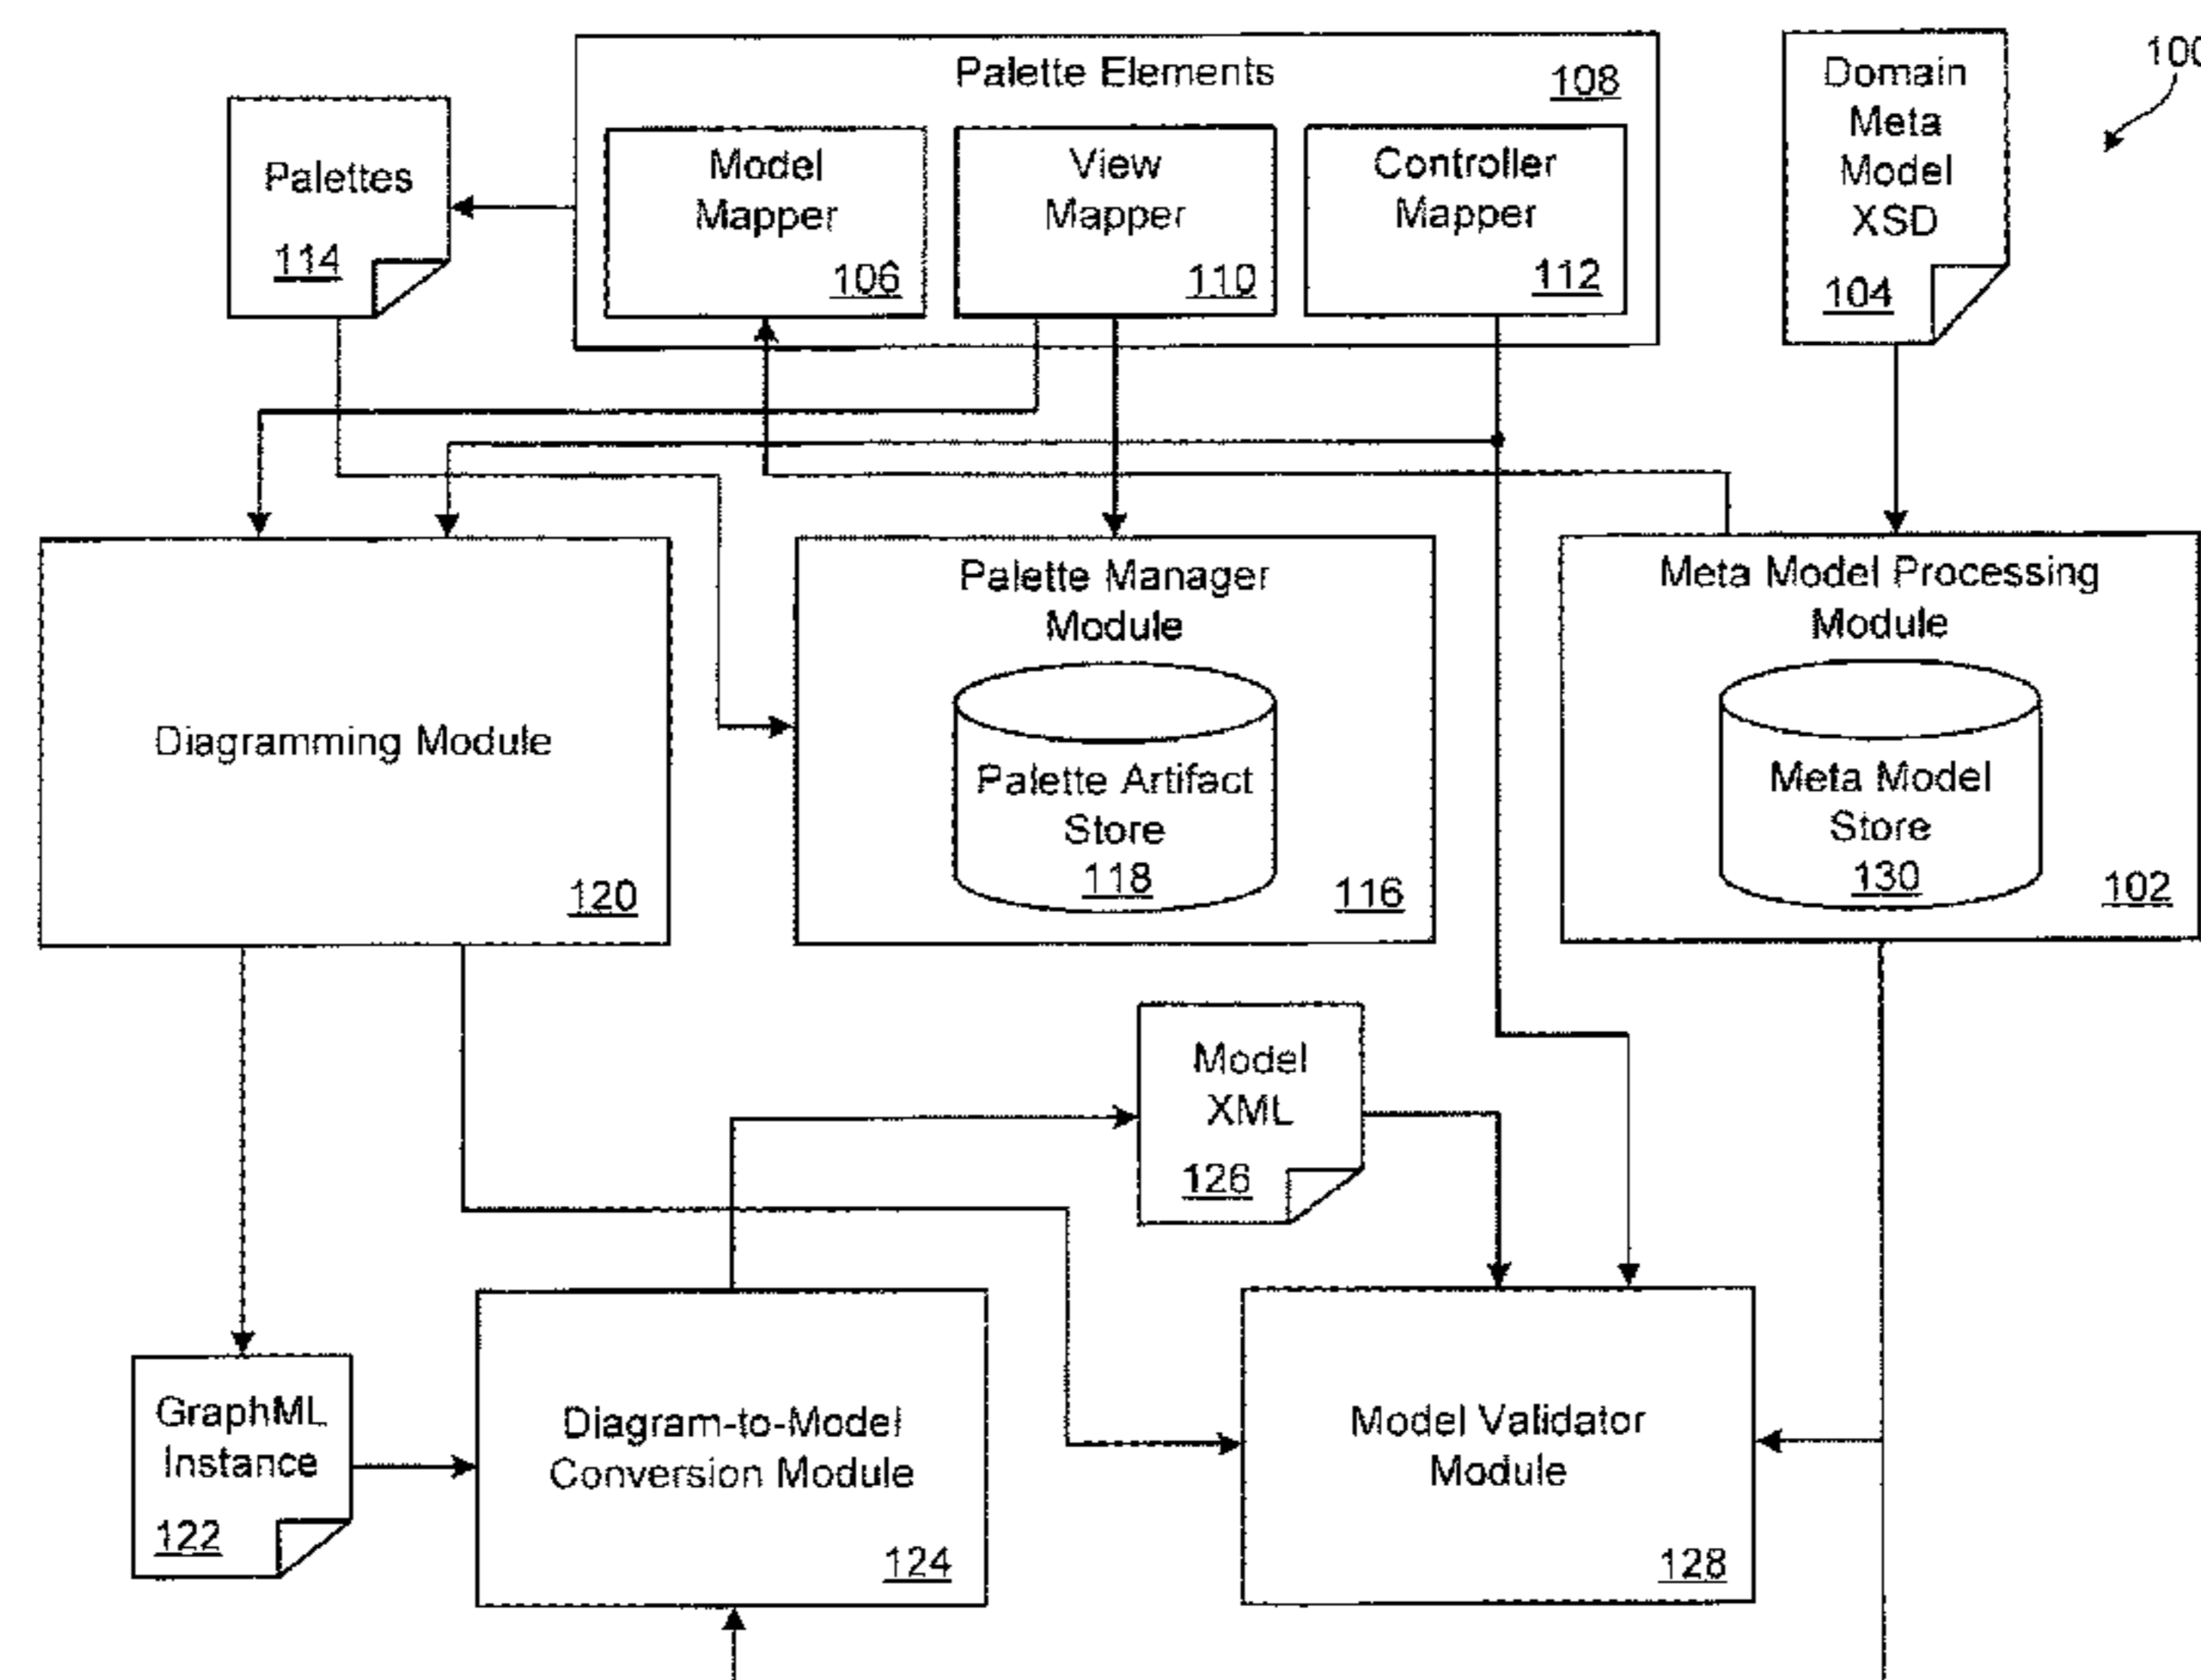 Palette Elements
108
Domain
Meta
Model
XSD
104
100
Palettes
114
Model
Mapper
106
View
Mapper
110
Controller
Mapper
112
Diagramming Module
120
Palette Manager
Module
Palette Artifact
Store
118
116
Meta Model Processing
Module
Meta Model
Store
130
102
Model
XML
126
GraphML
Instance
122
Diagram-to-Model
Conversion Module
124
Model Validator
Module
128